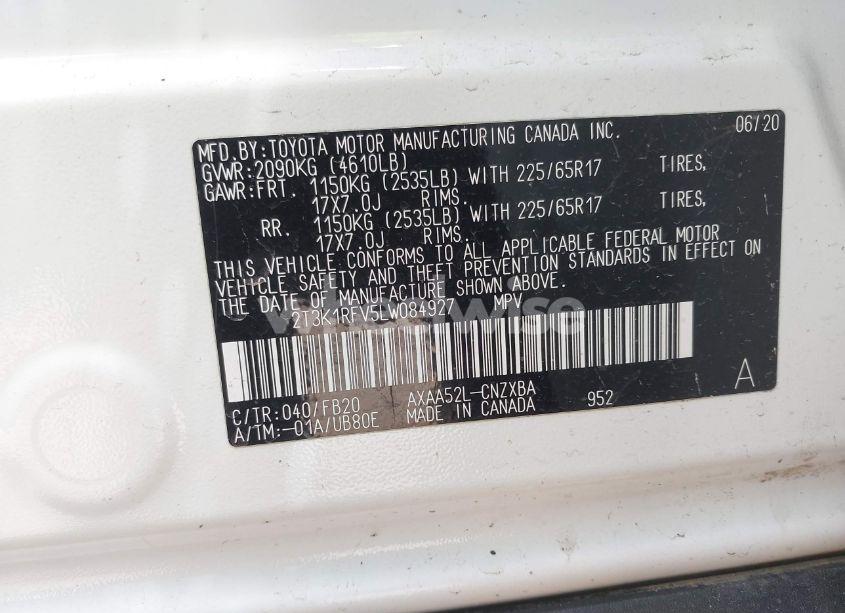 MFD.BY:TOYOTA MOTOR MANUFACTURING CANADA INC. 06/20
GVWR:2090KG (4610LB)
GAWR:FRT. 1150KG (2535LB) WITH 225/65R17 TIRES,
17X7.0J RIMS.
RR. 1150KG (2535LB) WITH 225/65R17 TIRES,
17X7.0J RIMS.
THIS VEHICLE CONFORMS TO ALL APPLICABLE FEDERAL MOTOR
VEHICLE SAFETY AND THEFT PREVENTION STANDARDS IN EFFECT ON
THE DATE OF MANUFACTURE SHOWN ABOVE.
2T3K1RFV5LW084927 MPV
wheelwise
C/TR:040/FB20 AXAA52L-CNZXBA 952 A
A/TM:-01A/UB80E MADE IN CANADA